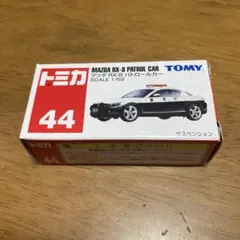 トミカ
MAZDA RX-8 PATROL CAR
TOMY
マツダ RX-8 パトロールカー
SCALE 1/59
44
サスペンション
44